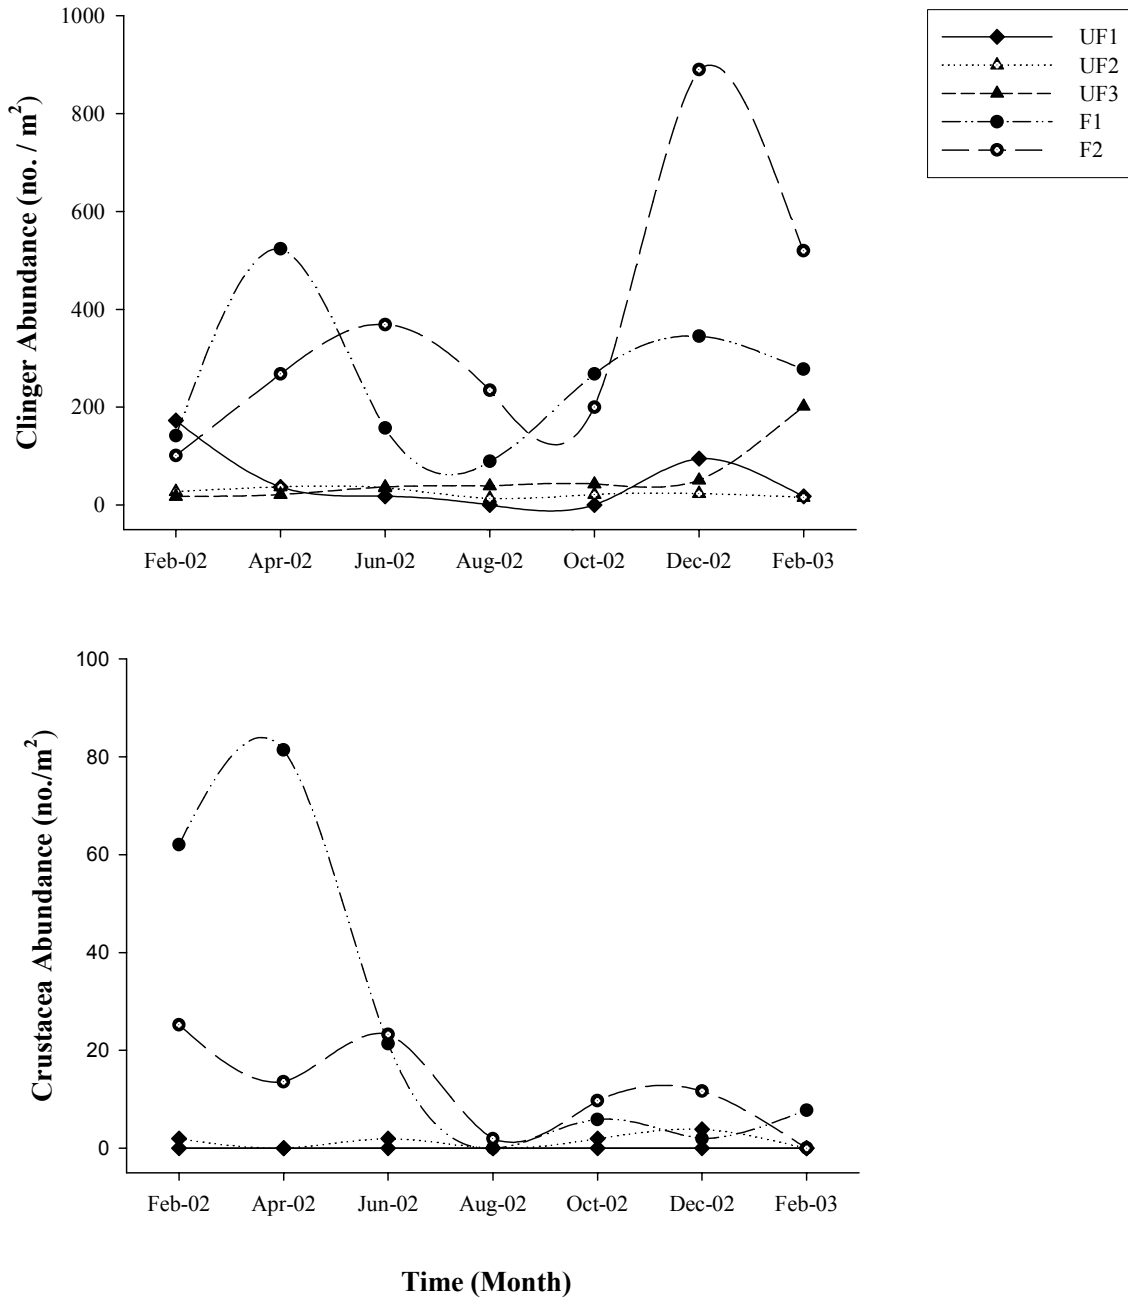 1000
800
600
400
200
0
Clinger Abundance (no. / m²)
Feb-02 Apr-02 Jun-02 Aug-02 Oct-02 Dec-02 Feb-03
UF1
UF2
UF3
F1
F2
100
80
60
40
20
0
Crustacea Abundance (no./m²)
Feb-02 Apr-02 Jun-02 Aug-02 Oct-02 Dec-02 Feb-03
Time (Month)